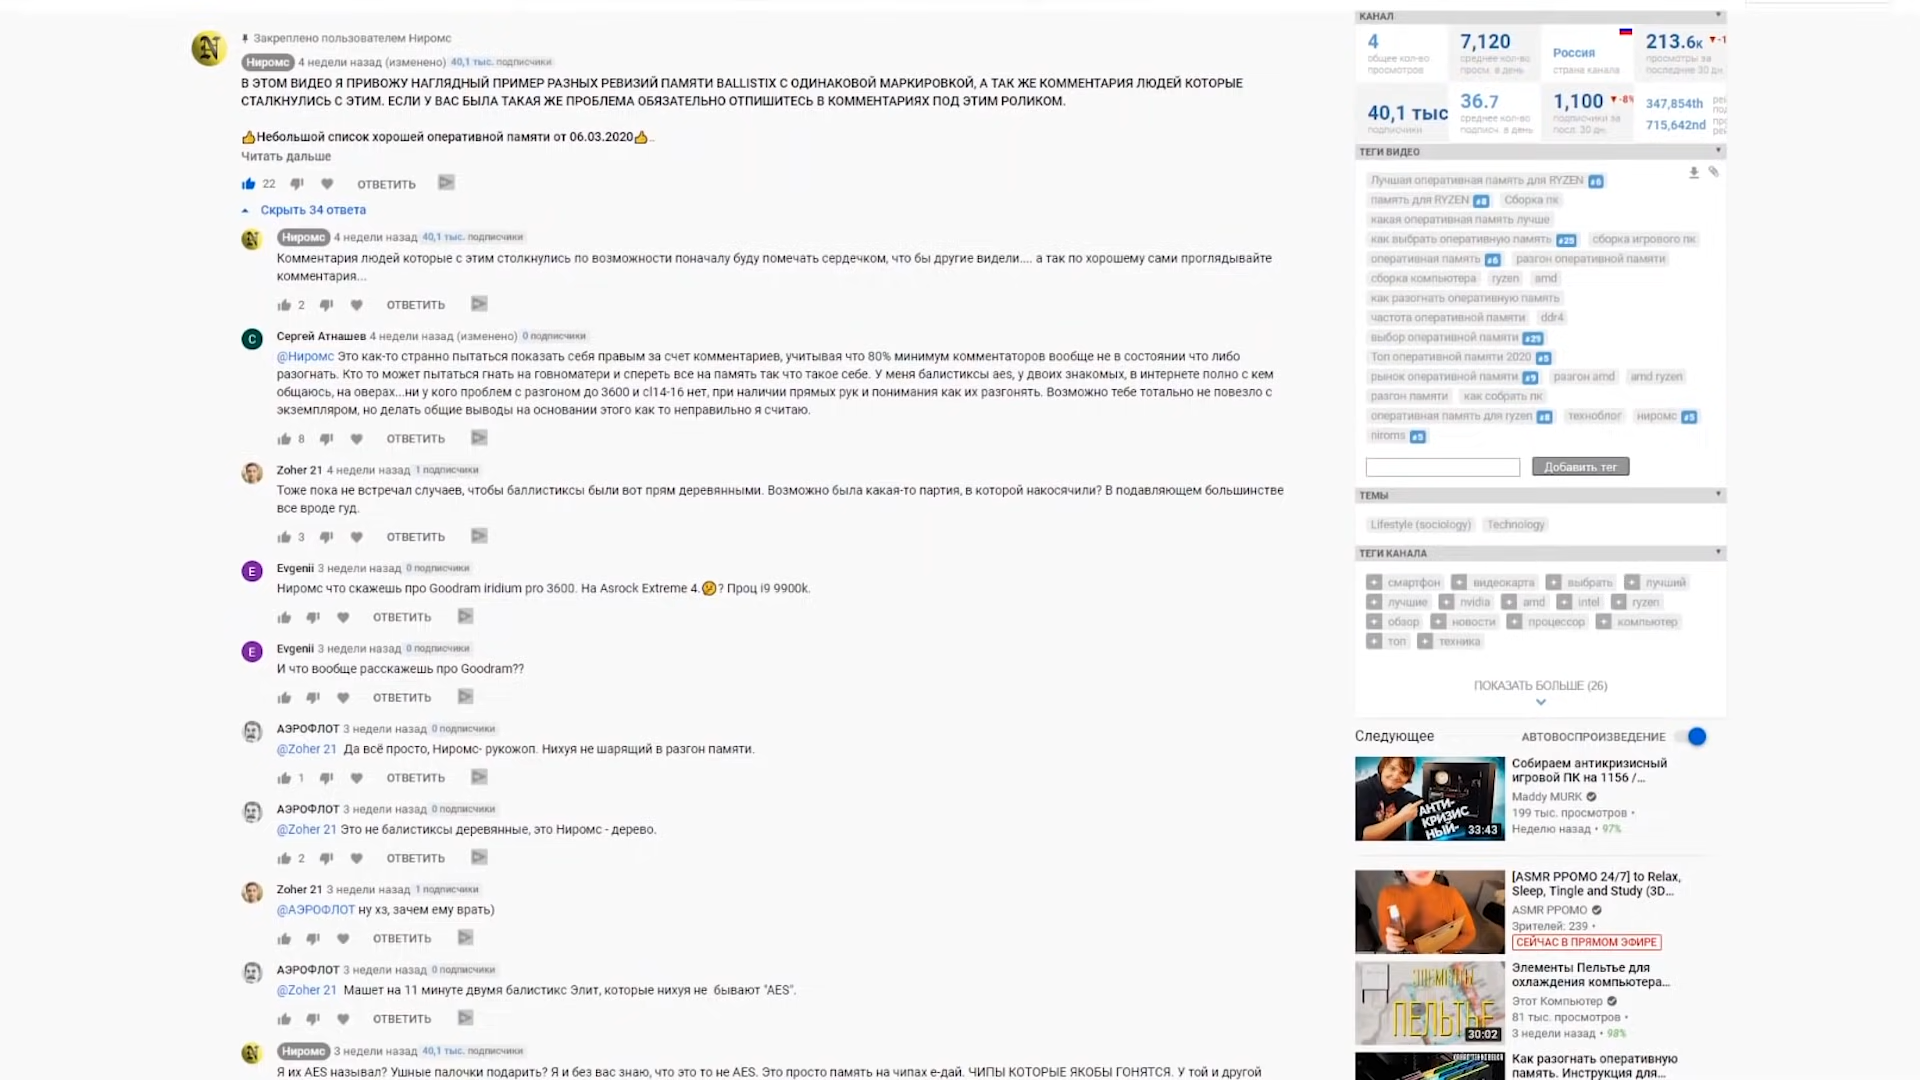 Закреплено пользователем Ниромс
Ниромс 4 недели назад (изменено) 40,1 тыс. подписчики
В ЭТОМ ВИДЕО Я ПРИВОЖУ НАГЛЯДНЫЙ ПРИМЕР РАЗНЫХ РЕВИЗИЙ ПАМЯТИ BALLISTIX С ОДИНАКОВОЙ МАРКИРОВКОЙ, А ТАК ЖЕ КОММЕНТАРИЯ ЛЮДЕЙ КОТОРЫЕ
СТАЛКНУЛИСЬ С ЭТИМ. ЕСЛИ У ВАС БЫЛА ТАКАЯ ЖЕ ПРОБЛЕМА ОБЯЗАТЕЛЬНО ОТПИШИТЕСЬ В КОММЕНТАРИЯХ ПОД ЭТИМ РОЛИКОМ.
👍Небольшой список хорошей оперативной памяти от 06.03.2020👍...
Читать дальше
22 ОТВЕТИТЬ
Скрыть 34 ответа
Ниромс 4 недели назад 40,1 тыс. подписчики
Комментария людей которые с этим столкнулись по возможности поначалу буду помечать сердечком, что бы другие видели.... а так по хорошему сами проглядывайте
комментария...
2 ОТВЕТИТЬ
С
Сергей Атнашев 4 недели назад (изменено) 0 подписчики
@Ниромс Это как-то странно пытаться показать себя правым за счет комментариев, учитывая что 80% минимум комментаторов вообще не в состоянии что либо
разогнать. Кто то может пытаться гнать на говноматери и спереть все на память так что такое себе. У меня балистиксы aes, у двоих знакомых, в интернете полно с кем
общаюсь, на оверах...ни у кого проблем с разгоном до 3600 и cl14-16 нет, при наличии прямых рук и понимания как их разгонять. Возможно тебе тотально не повезло с
экземпляром, но делать общие выводы на основании этого как то неправильно я считаю.
8 ОТВЕТИТЬ
Zoher 21 4 недели назад 1 подписчики
Тоже пока не встречал случаев, чтобы баллистиксы были вот прям деревянными. Возможно была какая-то партия, в которой накосячили? В подавляющем большинстве
все вроде гуд.
3 ОТВЕТИТЬ
E
Evgenii 3 недели назад 0 подписчики
Ниромс что скажешь про Goodram iridium pro 3600. На Asrock Extreme 4.🤔? Проц i9 9900k.
ОТВЕТИТЬ
E
Evgenii 3 недели назад 0 подписчики
И что вообще расскажешь про Goodram??
ОТВЕТИТЬ
АЭРОФЛОТ 3 недели назад 0 подписчики
@Zoher 21 Да всё просто, Ниромс- рукожоп. Нихуя не шарящий в разгон памяти.
1 ОТВЕТИТЬ
АЭРОФЛОТ 3 недели назад 0 подписчики
@Zoher 21 Это не балистиксы деревянные, это Ниромс - дерево.
2 ОТВЕТИТЬ
Zoher 21 3 недели назад 1 подписчики
@АЭРОФЛОТ ну хз, зачем ему врать)
ОТВЕТИТЬ
АЭРОФЛОТ 3 недели назад 0 подписчики
@Zoher 21 Машет на 11 минуте двумя балистикс Элит, которые нихуя не бывают "AES".
ОТВЕТИТЬ
Ниромс 3 недели назад 40,1 тыс. подписчики
Я их AES называл? Ушные палочки подарить? Я и без вас знаю, что это то не AES. Это просто память на чипах е-дай. ЧИПЫ КОТОРЫЕ ЯКОБЫ ГОНЯТСЯ. У той и другой
КАНАЛ
4 7,120 Россия 213.6к
общее кол-во просмотров
среднее кол-во просм. в день
страна канала
просмотры за последние 30 дн.
40,1 тыс 36.7 1,100 -8% 347,854th
715,642nd
подписчики
среднее кол-во подписч. в день
подписчики за посл. 30 дн.
ТЕГИ ВИДЕО
Лучшая оперативная память для RYZEN #6
память для RYZEN #8 Сборка пк
какая оперативная память лучше
как выбрать оперативную память #25 сборка игрового пк
оперативная память #6 разгон оперативной памяти
сборка компьютера ryzen amd
как разогнать оперативную память
частота оперативной памяти ddr4
выбор оперативной памяти #29
Топ оперативной памяти 2020 #5
рынок оперативной памяти #9 разгон amd amd ryzen
разгон памяти как собрать пк
оперативная память для ryzen #8 техноблог ниромс #5
niroms #5
Добавить тег
ТЕМЫ
Lifestyle (sociology) Technology
ТЕГИ КАНАЛА
+ смартфон + видеокарта + выбрать + лучший
+ лучшие + nvidia + amd + intel + ryzen
+ обзор + новости + процессор + компьютер
+ топ + техника
ПОКАЗАТЬ БОЛЬШЕ (26)
Следующее АВТОВОСПРОИЗВЕДЕНИЕ
АНТИ-
КРИЗИС
НЫЙ
33:43
Собираем антикризисный
игровой ПК на 1156 /...
Maddy MURK
199 тыс. просмотров •
Неделю назад • 97%
[ASMR PPOMO 24/7] to Relax,
Sleep, Tingle and Study (3D...
ASMR PPOMO
Зрителей: 239 •
СЕЙЧАС В ПРЯМОМ ЭФИРЕ
ЭЛЕМЕНТЫ
ПЕЛЬТЬЕ
30:02
Элементы Пельтье для
охлаждения компьютера...
Этот Компьютер
81 тыс. просмотров •
3 недели назад • 98%
Как разогнать оперативную
память. Инструкция для...